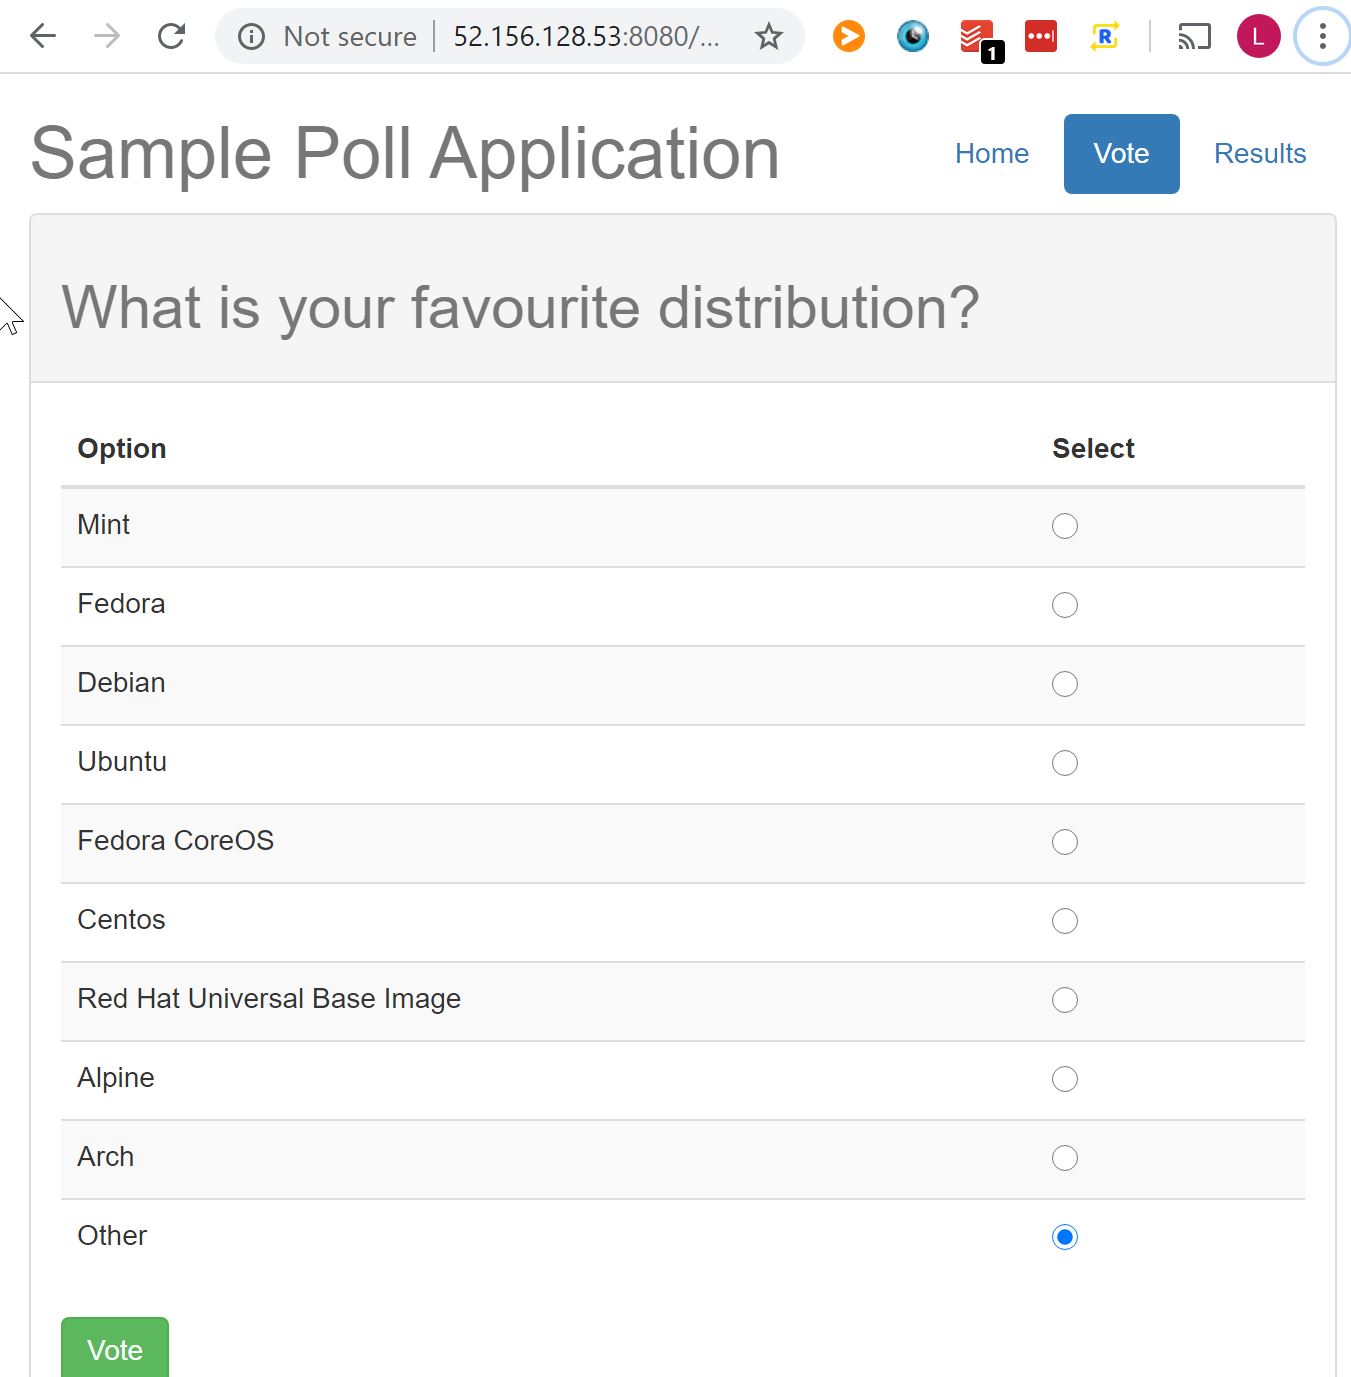 Not secure 52.156.128.53:8080/...
1 R L
Sample Poll Application Home Vote Results
What is your favourite distribution?
Option Select
Mint
Fedora
Debian
Ubuntu
Fedora CoreOS
Centos
Red Hat Universal Base Image
Alpine
Arch
Other
Vote